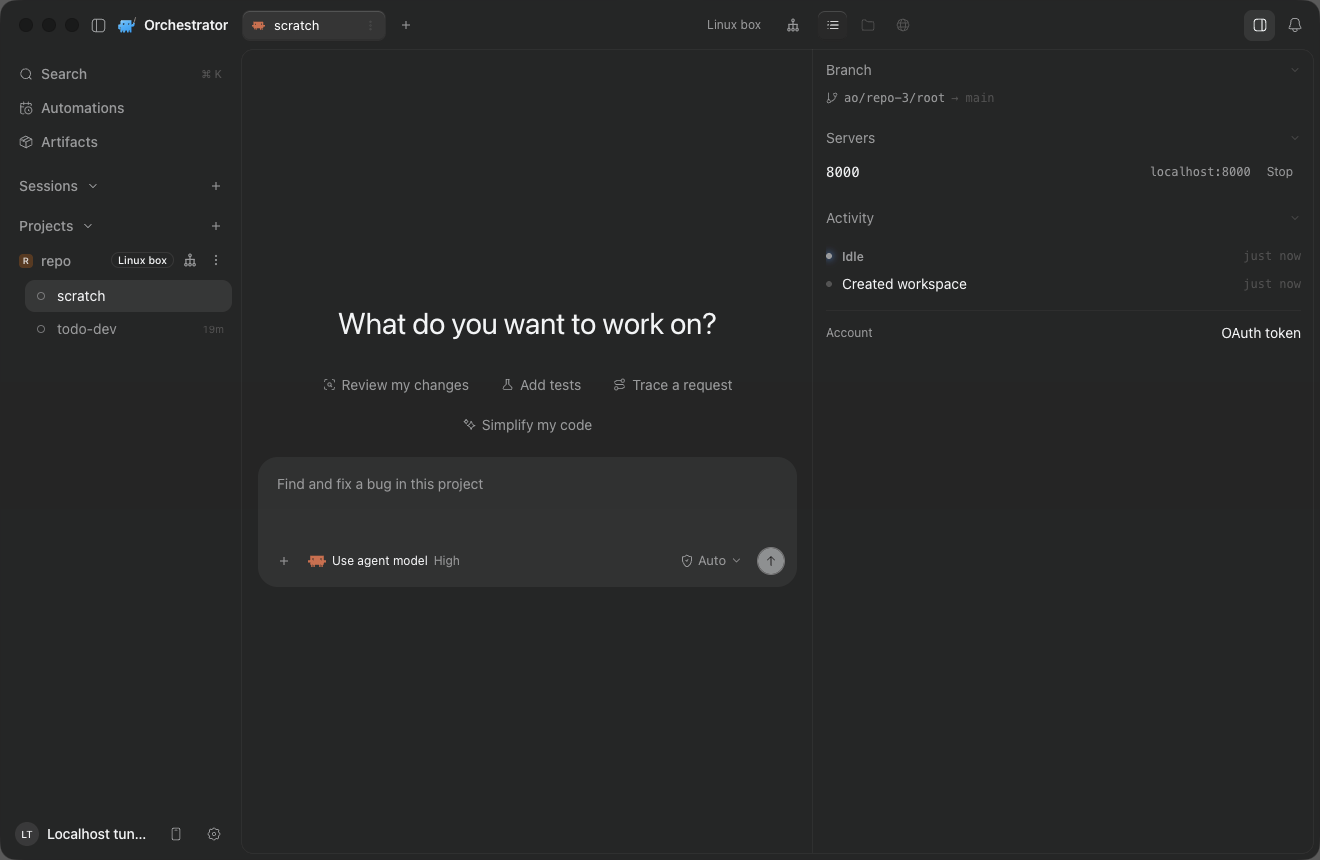 Orchestrator
scratch
Linux box
Search ⌘ K
Automations
Artifacts
Sessions
Projects
R repo Linux box
scratch
todo-dev 19m
LT Localhost tun...
What do you want to work on?
Review my changes Add tests Trace a request
Simplify my code
Find and fix a bug in this project
Use agent model High Auto
Branch
ao/repo-3/root → main
Servers
8000 localhost:8000 Stop
Activity
Idle just now
Created workspace just now
Account OAuth token